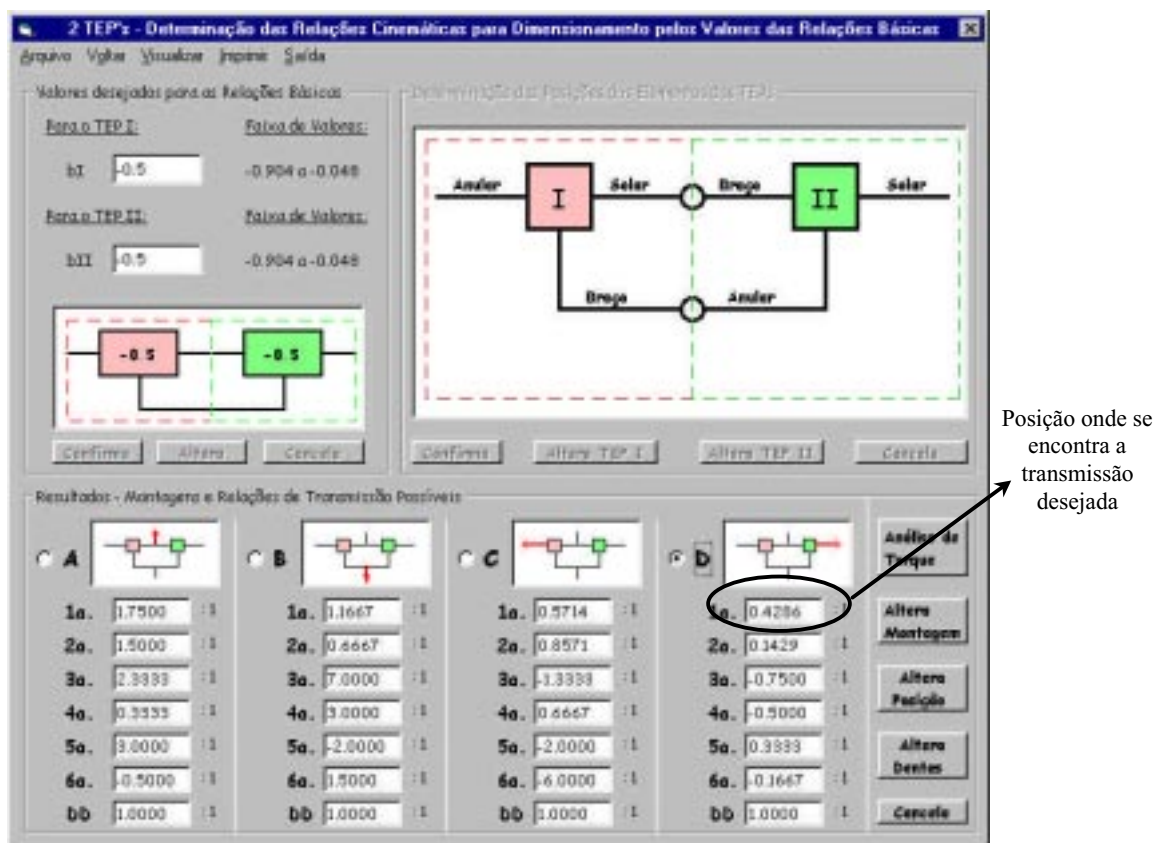 2 TEP's - Determinação das Relações Cinemáticas para Dimensionamento pelos Valores das Relações Básicas
Arquivo Voltar Visualizar Imprimir Saída
Valores desejados para as Relações Básicas
Para o TEP I:
Faixa de Valores:
bI
-0.5
-0.904 a -0.048
Para o TEP II:
Faixa de Valores:
bII
-0.5
-0.904 a -0.048
-0.5
-0.5
Confirma
Altera
Cancela
Determinação das Posições dos Elementos dos TEPs
Anular
I
Solar
Braço
II
Solar
Braço
Anular
Confirma
Altera TEP I
Altera TEP II
Cancela
Posição onde se
encontra a
transmissão
desejada
Resultados - Montagens e Relações de Transmissão Possíveis
A
1a. 1.7500 :1
2a. 1.5000 :1
3a. 2.3333 :1
4a. 0.3333 :1
5a. 3.0000 :1
6a. -0.5000 :1
bb 1.0000 :1
B
1a. 1.1667 :1
2a. 0.6667 :1
3a. 7.0000 :1
4a. 3.0000 :1
5a. -2.0000 :1
6a. 1.5000 :1
bb 1.0000 :1
C
1a. 0.5714 :1
2a. 0.8571 :1
3a. -1.3333 :1
4a. 0.6667 :1
5a. -2.0000 :1
6a. -6.0000 :1
bb 1.0000 :1
D
1a. 0.4286 :1
2a. 0.1429 :1
3a. -0.7500 :1
4a. -0.5000 :1
5a. 0.3333 :1
6a. -0.1667 :1
bb 1.0000 :1
Análise de
Torque
Altera
Montagem
Altera
Posição
Altera
Dentes
Cancela